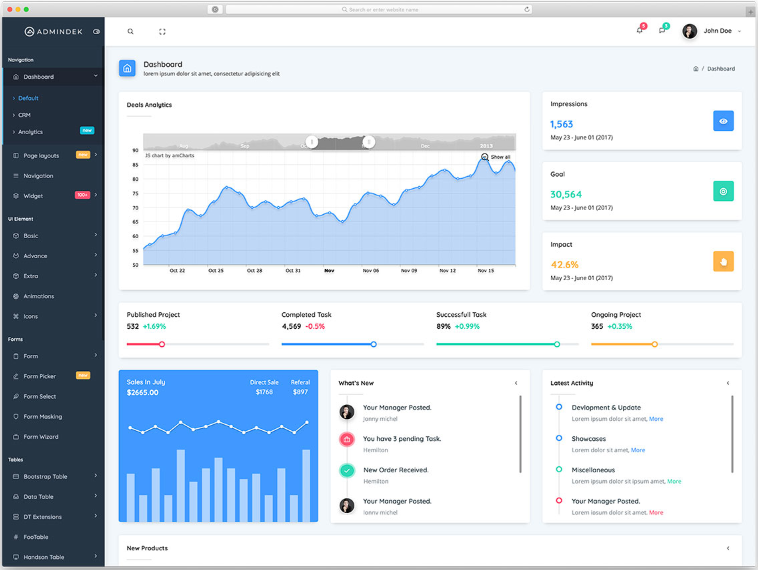 Search or enter website name
ADMINDEK
Navigation
Dashboard
Default
CRM
Analytics new
Page layouts new
Navigation
Widget 100+
UI Element
Basic
Advance
Extra
Animations
Icons
Forms
Form
Form Picker new
Form Select
Form Masking
Form Wizard
Tables
Bootstrap Table
Data Table
DT Extensions
FooTable
Handson Table
John Doe
Dashboard
lorem ipsum dolor sit amet, consectetur adipisicing elit
/ Dashboard
Deals Analytics
Sep
Dec
2013
JS chart by amCharts
Show all
90
85
80
75
70
65
60
55
50
Oct 22
Oct 25
Oct 28
Oct 31
Nov
Nov 06
Nov 09
Nov 12
Nov 15
Impressions
1,563
May 23 - June 01 (2017)
Goal
30,564
May 23 - June 01 (2017)
Impact
42.6%
May 23 - June 01 (2017)
Published Project
532 +1.69%
Completed Task
4,569 -0.5%
Successfull Task
89% +0.99%
Ongoing Project
365 +0.35%
Sales In July
$2665.00
Direct Sale
$1768
Referal
$897
What's New
Your Manager Posted.
Jonny michel
You have 3 pending Task.
Hemilton
New Order Received.
Hemilton
Your Manager Posted.
Jonny michel
Latest Activity
Devlopment & Update
Lorem ipsum dolor sit amet, More
Showcases
Lorem dolor sit amet, More
Miscellaneous
Lorem ipsum dolor sit ipsum amet, More
Your Manager Posted.
Lorem ipsum dolor sit amet, More
New Products